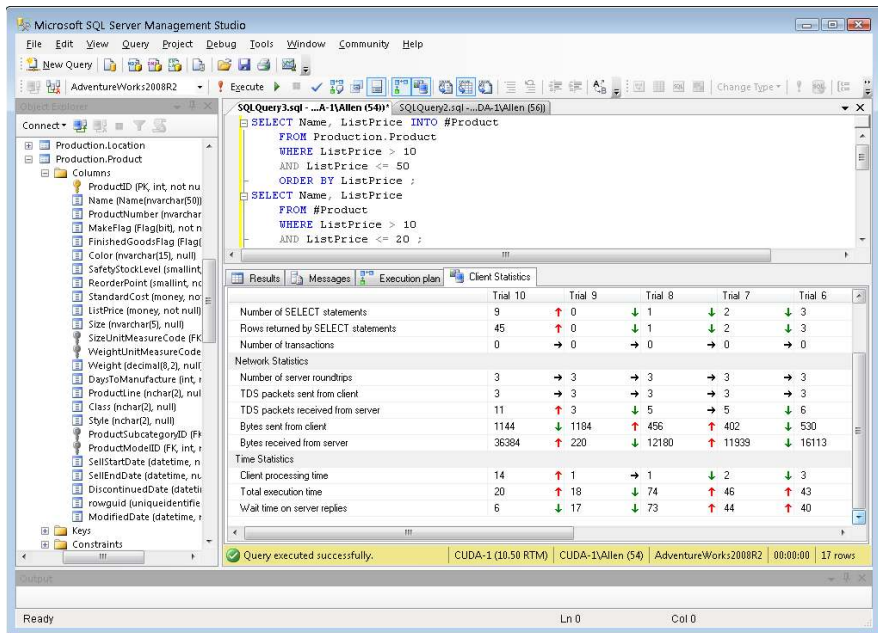 Microsoft SQL Server Management Studio
File Edit View Query Project Debug Tools Window Community Help
New Query
AdventureWorks2008R2 Execute Change Type
Object Explorer
Connect
Production.Location
Production.Product
Columns
ProductID (PK, int, not nu
Name (Name(nvarchar(50))
ProductNumber (nvarchar
MakeFlag (Flag(bit), not n
FinishedGoodsFlag (Flag(
Color (nvarchar(15), null)
SafetyStockLevel (smallint,
ReorderPoint (smallint, no
StandardCost (money, no
ListPrice (money, not null)
Size (nvarchar(5), null)
SizeUnitMeasureCode (FK
WeightUnitMeasureCode
Weight (decimal(8,2), null
DaysToManufacture (int, r
ProductLine (nchar(2), nul
Class (nchar(2), null)
Style (nchar(2), null)
ProductSubcategoryID (FK
ProductModelID (FK, int, r
SellStartDate (datetime, n
SellEndDate (datetime, nu
DiscontinuedDate (dateti
rowguid (uniqueidentifie
ModifiedDate (datetime, r
Keys
Constraints
SQLQuery3.sql - ...A-1\Allen (54))* SQLQuery2.sql -...DA-1\Allen (56))
SELECT Name, ListPrice INTO #Product
FROM Production.Product
WHERE ListPrice > 10
AND ListPrice <= 50
ORDER BY ListPrice ;
SELECT Name, ListPrice
FROM #Product
WHERE ListPrice > 10
AND ListPrice <= 20 ;
Results Messages Execution plan Client Statistics
Trial 10 Trial 9 Trial 8 Trial 7 Trial 6
Number of SELECT statements 9 ↑ 0 ↓ 1 ↓ 2 ↓ 3
Rows returned by SELECT statements 45 ↑ 0 ↓ 1 ↓ 2 ↓ 3
Number of transactions 0 → 0 → 0 → 0 → 0
Network Statistics
Number of server roundtrips 3 → 3 → 3 → 3 → 3
TDS packets sent from client 3 → 3 → 3 → 3 → 3
TDS packets received from server 11 ↑ 3 ↓ 5 → 5 ↓ 6
Bytes sent from client 1144 ↓ 1184 ↑ 456 ↑ 402 ↓ 530
Bytes received from server 36384 ↑ 220 ↓ 12180 ↑ 11939 ↓ 16113
Time Statistics
Client processing time 14 ↑ 1 → 1 ↓ 2 ↓ 3
Total execution time 20 ↑ 18 ↓ 74 ↑ 46 ↑ 43
Wait time on server replies 6 ↓ 17 ↓ 73 ↑ 44 ↑ 40
Query executed successfully. CUDA-1 (10.50 RTM) CUDA-1\Allen (54) AdventureWorks2008R2 00:00:00 17 rows
Output
Ready Ln 0 Col 0